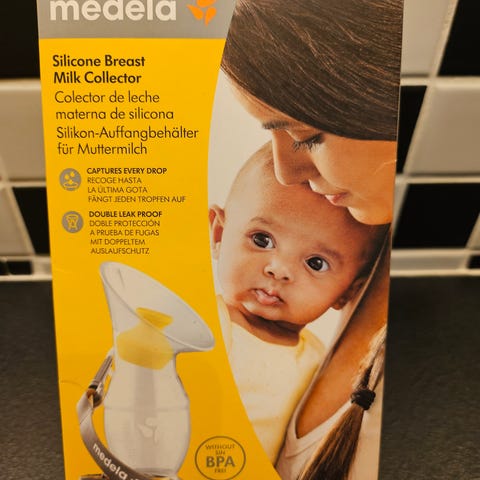 medela
Silicone Breast
Milk Collector
Colector de leche
materna de silicona
Silikon-Auffangbehälter
für Muttermilch
CAPTURES EVERY DROP
RECOGE HASTA
LA ÚLTIMA GOTA
FÄNGT JEDEN TROPFEN AUF
DOUBLE LEAK PROOF
DOBLE PROTECCIÓN
A PRUEBA DE FUGAS
MIT DOPPELTEM
AUSLAUFSCHUTZ
medela
WITHOUT
SIN
BPA
FREI